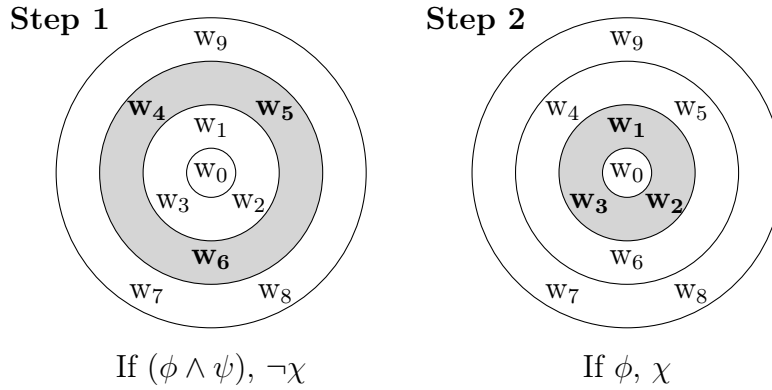 Step 1
w9
w4 w5
w1
w0
w3 w2
w6
w7 w8
If (ϕ ∧ ψ), ¬χ
Step 2
w9
w4 w5
w1
w0
w3 w2
w6
w7 w8
If ϕ, χ